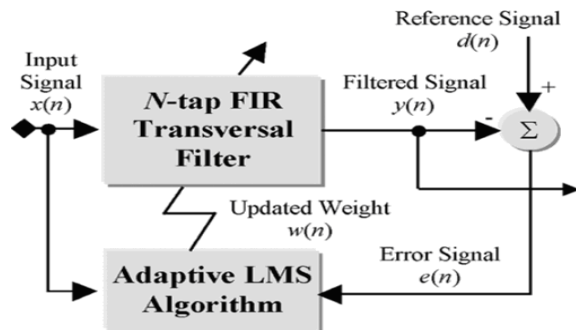 Reference Signal
d(n)
Input
Signal
x(n)
N-tap FIR
Transversal
Filter
Filtered Signal
y(n)
+
-
Σ
Updated Weight
w(n)
Error Signal
e(n)
Adaptive LMS
Algorithm